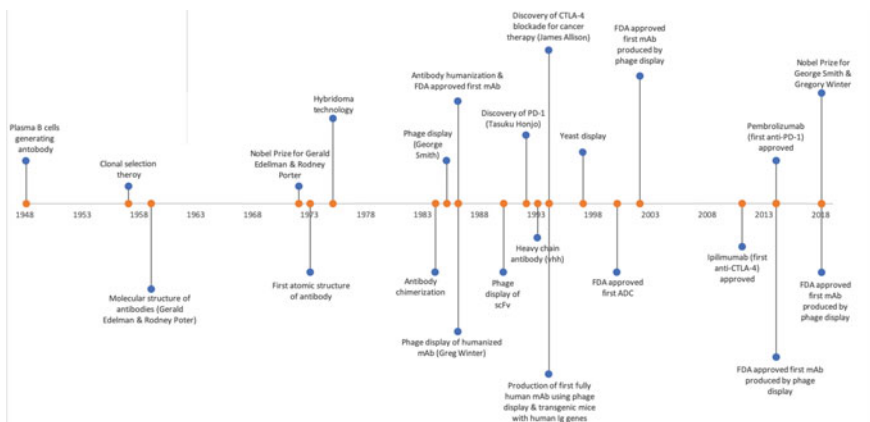 Discovery of CTLA-4
blockade for cancer
therapy (James Allison)
FDA approved
first mAb
produced by
phage display
Nobel Prize for
George Smith &
Gregory Winter
Antibody humanization &
FDA approved first mAb
Hybridoma
technology
Discovery of PD-1
(Tasuku Honjo)
Plasma B cells
generating
antobody
Phage display
(George
Smith)
Yeast display
Pembrolizumab
(first anti-PD-1)
approved
Clonal selection
theroy
Nobel Prize for Gerald
Edellman & Rodney
Porter
1948 1953 1958 1963 1968 1973 1978 1983 1988 1993 1998 2003 2008 2013 2018
Heavy chain
antibody (vhh)
Ipilimumab (first
anti-CTLA-4)
approved
Molecular structure of
antibodies (Gerald
Edelman & Rodney Poter)
First atomic structure
of antibody
Antibody
chimerization
Phage
display of
scFv
FDA approved
first ADC
FDA approved
first mAb
produced by
phage display
Phage display of humanized
mAb (Greg Winter)
FDA approved first mAb
produced by phage
display
Production of first fully
human mAb using phage
display & transgenic mice
with human Ig genes